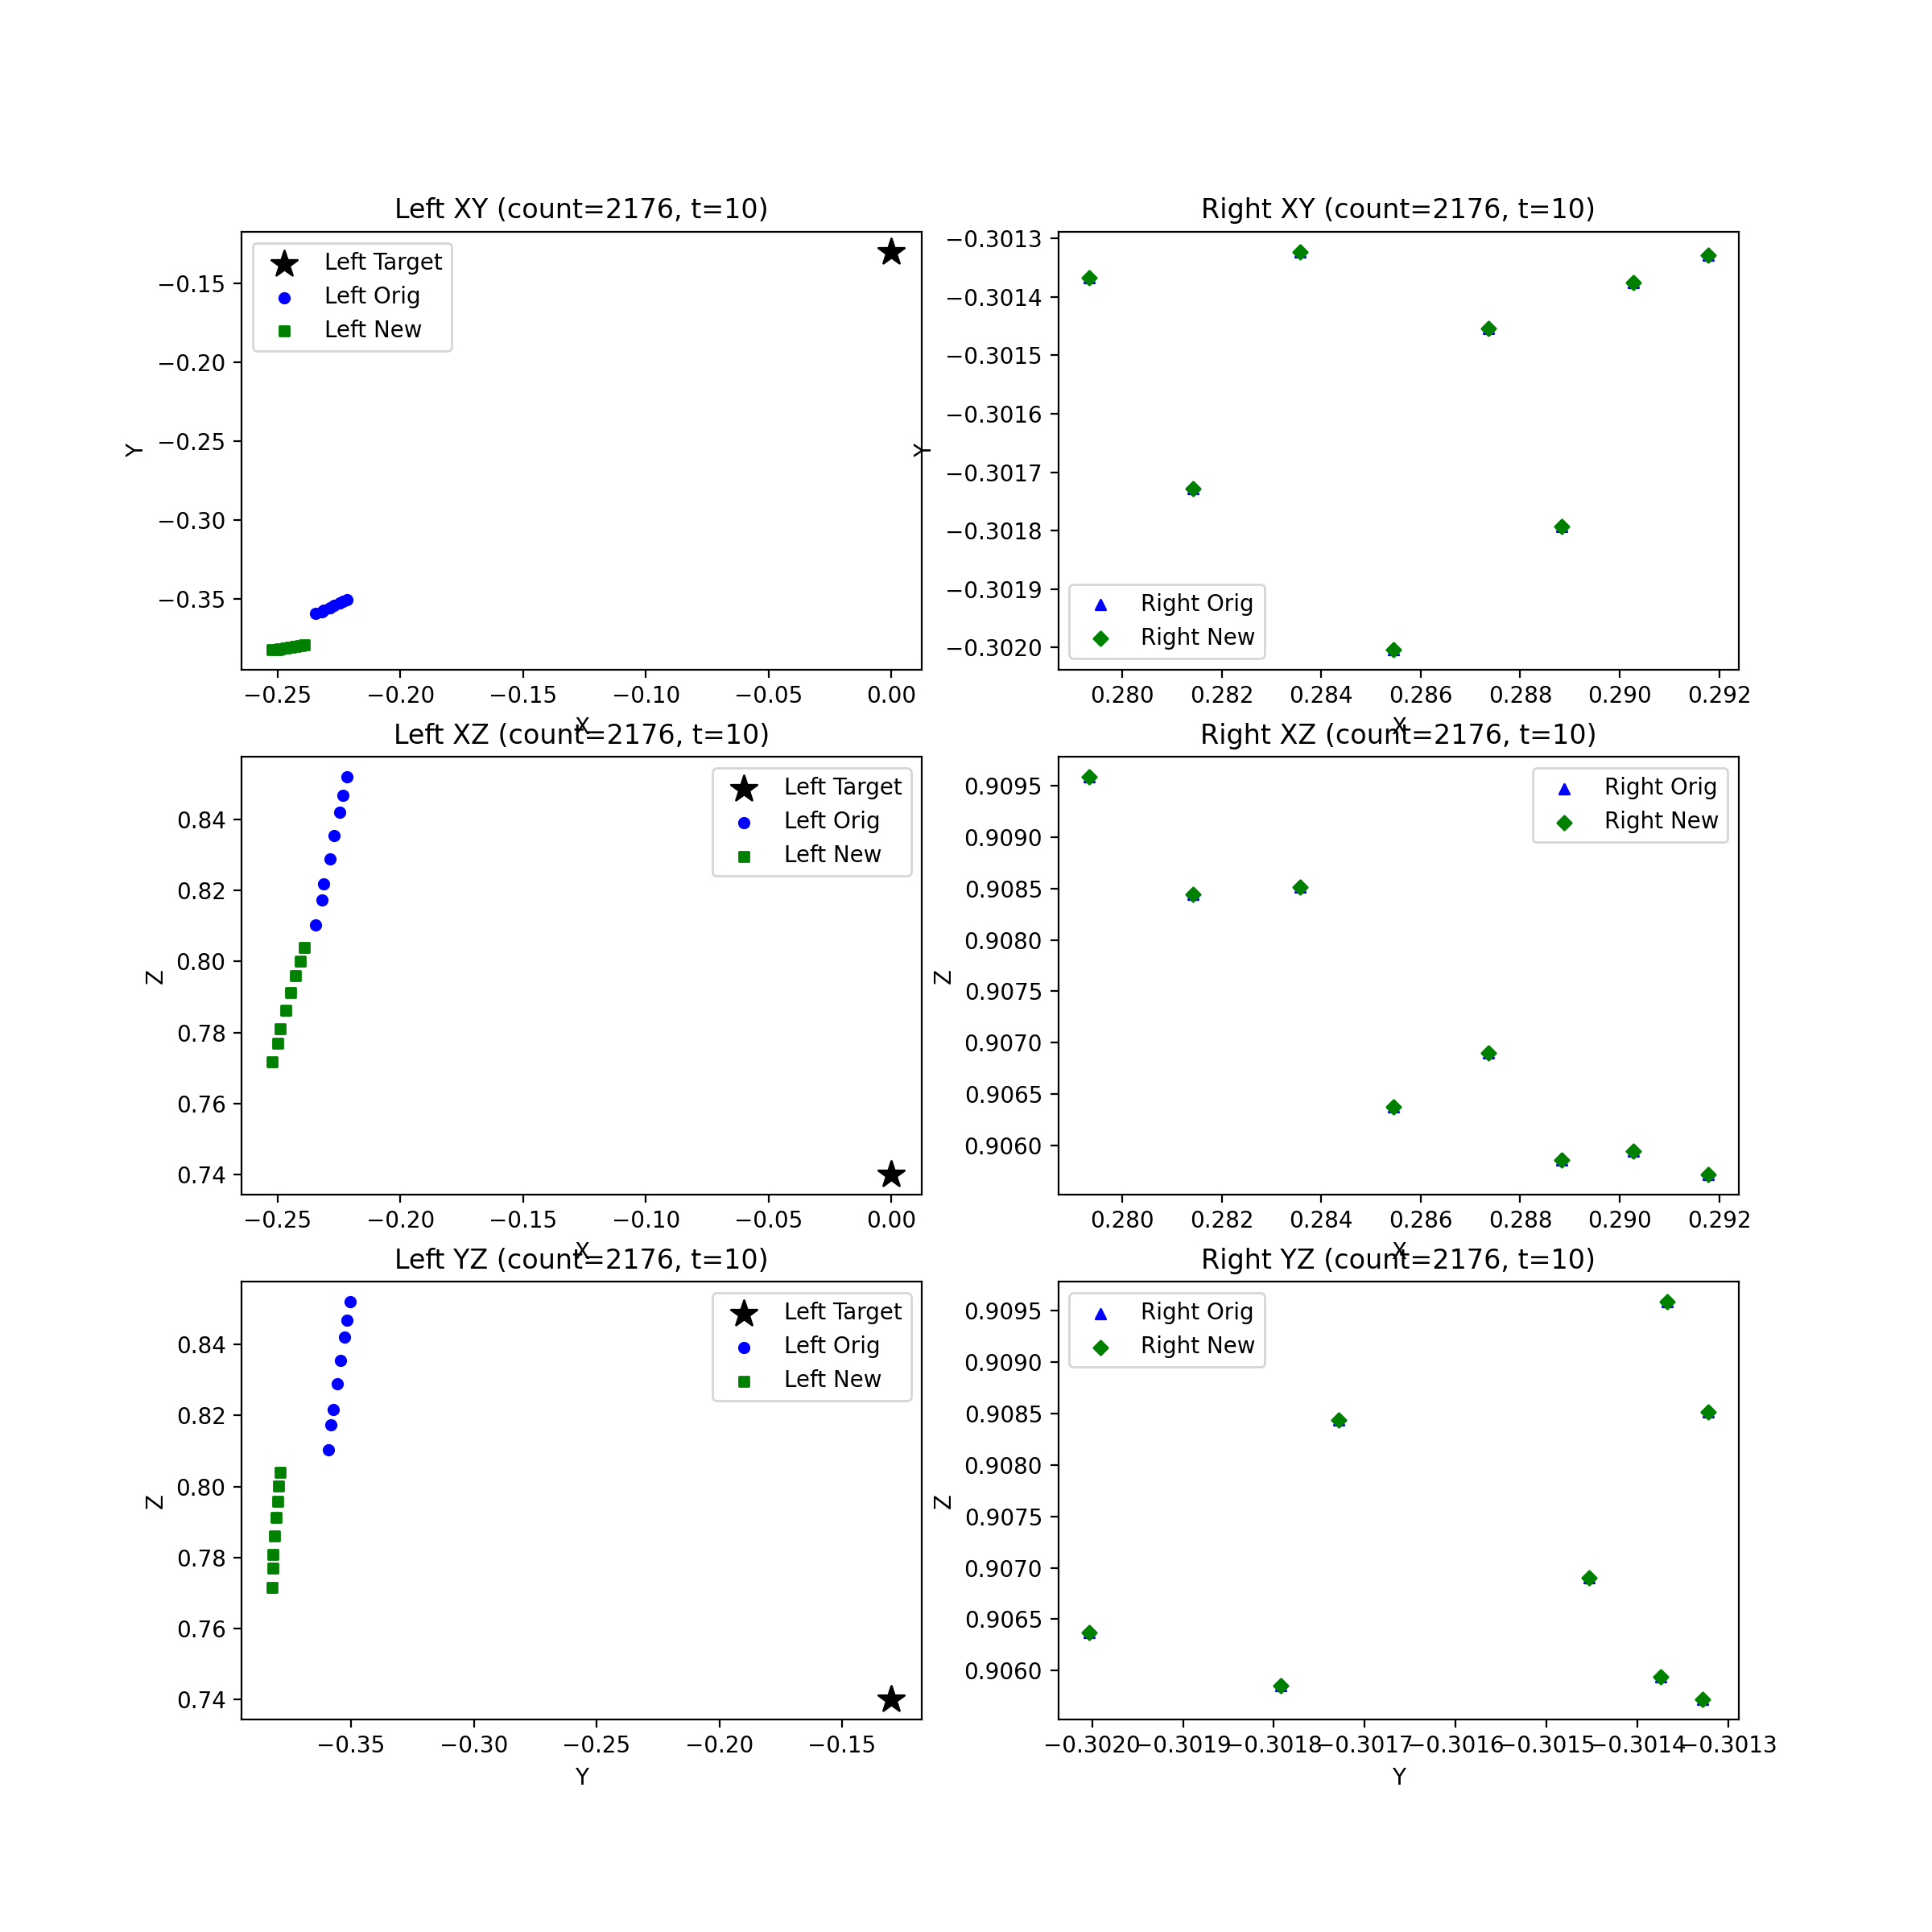 Left XY (count=2176, t=10)
Left Target
Left Orig
Left New
Y
−0.15
−0.20
−0.25
−0.30
−0.35
−0.25
−0.20
−0.15
−0.10
−0.05
0.00
X
Right XY (count=2176, t=10)
Right Orig
Right New
Y
−0.3013
−0.3014
−0.3015
−0.3016
−0.3017
−0.3018
−0.3019
−0.3020
0.280
0.282
0.284
0.286
0.288
0.290
0.292
X
Left XZ (count=2176, t=10)
Left Target
Left Orig
Left New
Z
0.84
0.82
0.80
0.78
0.76
0.74
−0.25
−0.20
−0.15
−0.10
−0.05
0.00
X
Right XZ (count=2176, t=10)
Right Orig
Right New
Z
0.9095
0.9090
0.9085
0.9080
0.9075
0.9070
0.9065
0.9060
0.280
0.282
0.284
0.286
0.288
0.290
0.292
X
Left YZ (count=2176, t=10)
Left Target
Left Orig
Left New
Z
0.84
0.82
0.80
0.78
0.76
0.74
−0.35
−0.30
−0.25
−0.20
−0.15
Y
Right YZ (count=2176, t=10)
Right Orig
Right New
Z
0.9095
0.9090
0.9085
0.9080
0.9075
0.9070
0.9065
0.9060
−0.3020
−0.3019
−0.3018
−0.3017
−0.3016
−0.3015
−0.3014
−0.3013
Y